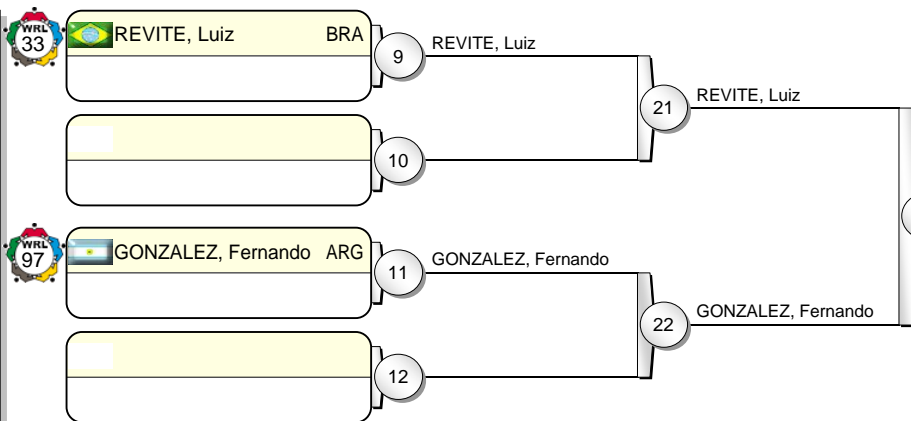 WRL
33
REVITE, Luiz BRA
9
REVITE, Luiz
21
REVITE, Luiz
10
WRL
97
GONZALEZ, Fernando ARG
11
GONZALEZ, Fernando
22
GONZALEZ, Fernando
12